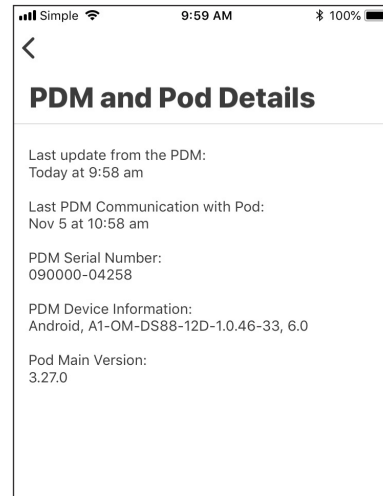 Simple 9:59 AM 100%
PDM and Pod Details
Last update from the PDM:
Today at 9:58 am
Last PDM Communication with Pod:
Nov 5 at 10:58 am
PDM Serial Number:
090000-04258
PDM Device Information:
Android, A1-OM-DS88-12D-1.0.46-33, 6.0
Pod Main Version:
3.27.0